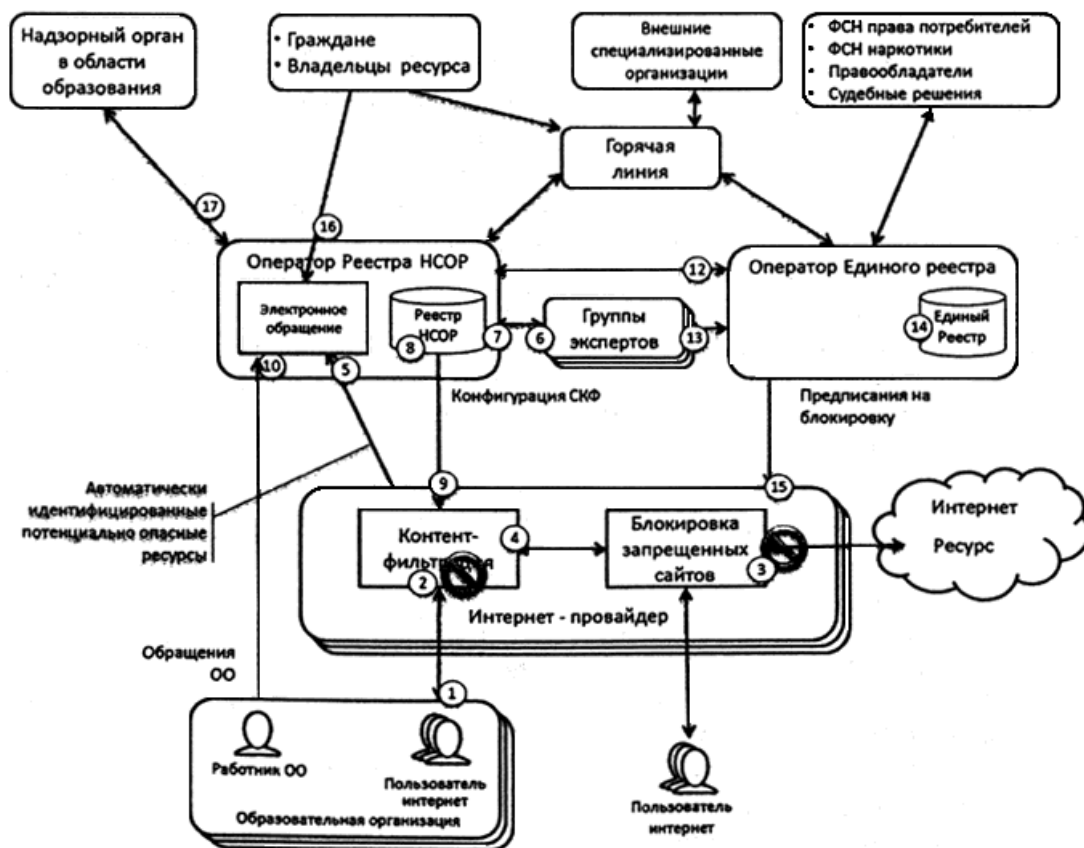 Надзорный орган
в области
образования
• Граждане
• Владельцы ресурса
Внешние
специализированные
организации
• ФСН права потребителей
• ФСН наркотики
• Правообладатели
• Судебные решения
Горячая
линия
17
16
Оператор Реестра НСОР
12
Оператор Единого реестра
Электронное
обращение
Реестр
НСОР
8
7
6
Группы
экспертов
13
14
Единый
Реестр
10
5
Конфигурация СКФ
Предписания на
блокировку
Автоматически
идентифицированные
потенциально опасные
ресурсы
9
15
Контент-
фильтрация
4
2
Блокировка
запрещенных
сайтов
3
Интернет
Ресурс
Интернет - провайдер
Обращения
ОО
1
Работник ОО
Пользователь
интернет
Образовательная организация
Пользователь
интернет